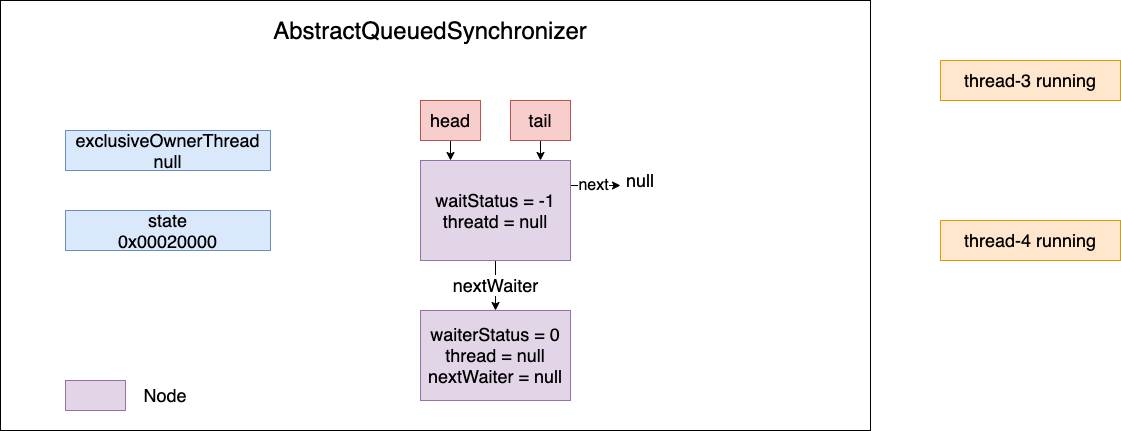 AbstractQueuedSynchronizer
head
tail
thread-3 running
exclusiveOwnerThread
null
waitStatus = -1
threatd = null
next
null
state
0x00020000
thread-4 running
nextWaiter
waiterStatus = 0
thread = null
nextWaiter = null
Node